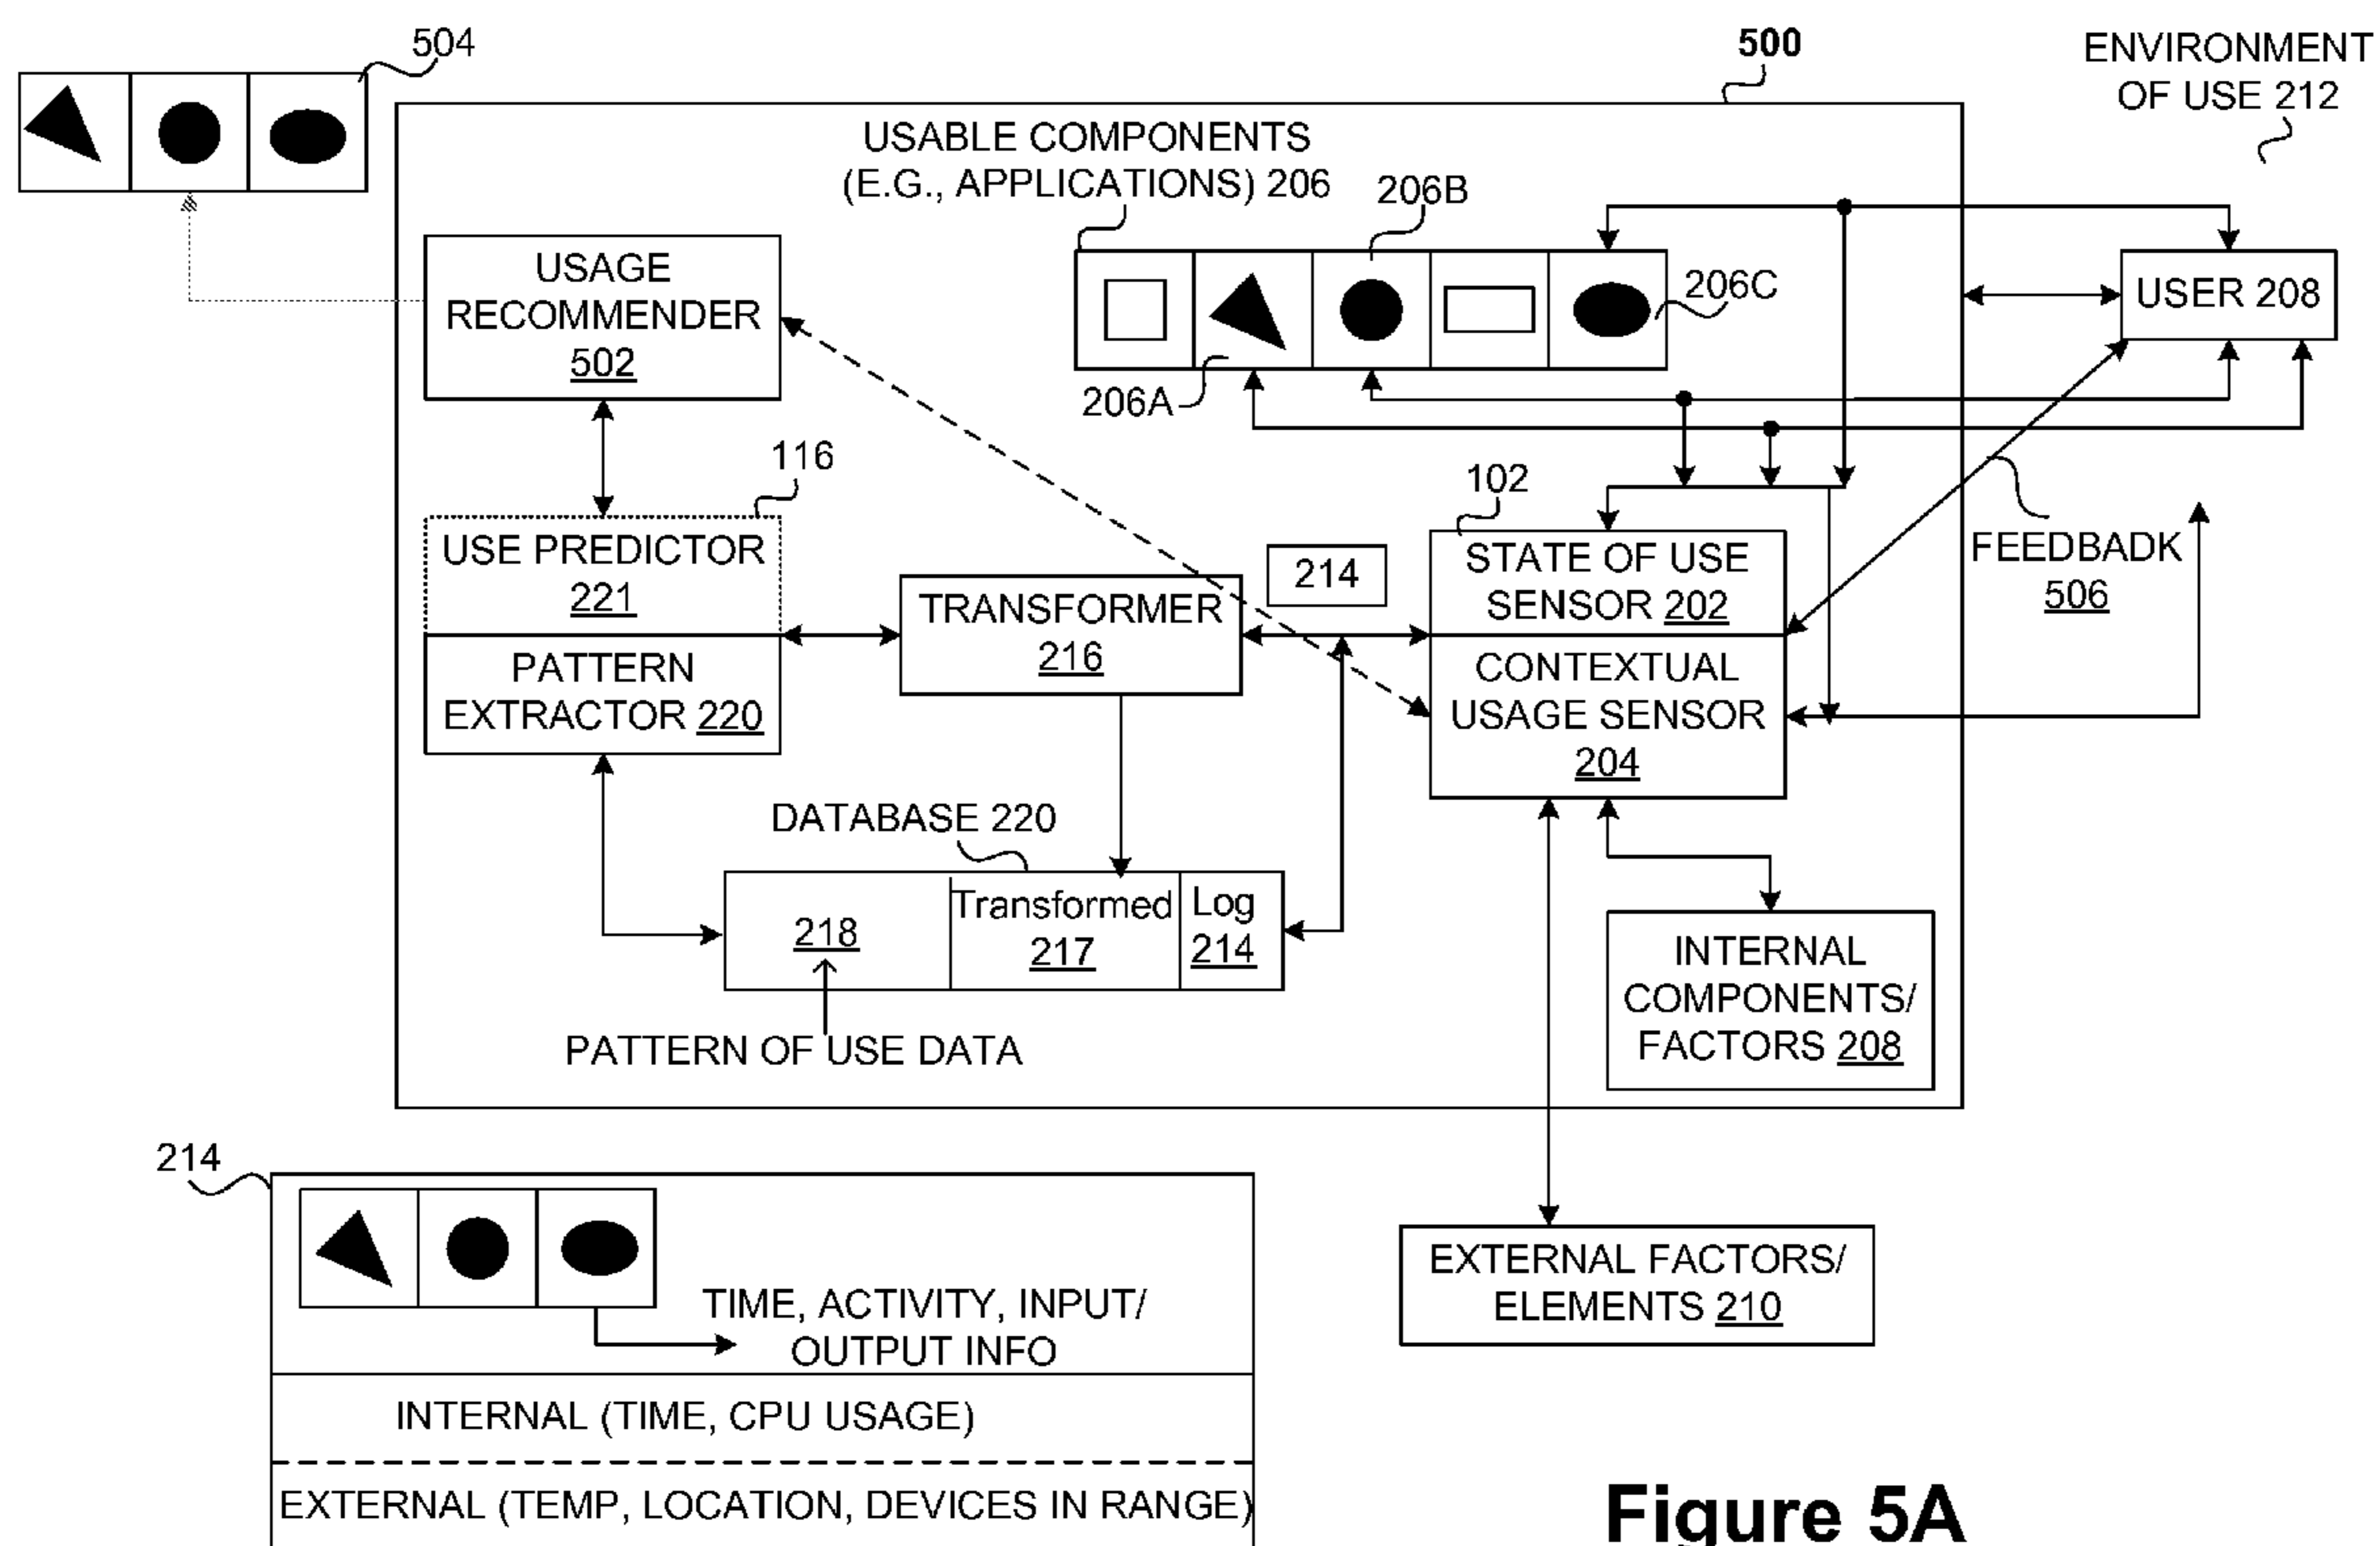 504
500
ENVIRONMENT
OF USE 212
USABLE COMPONENTS
(E.G., APPLICATIONS) 206
206B
USAGE
RECOMMENDER
502
206C
USER 208
206A
116
102
USE PREDICTOR
221
TRANSFORMER
216
214
STATE OF USE
SENSOR 202
FEEDBADK
506
PATTERN
EXTRACTOR 220
CONTEXTUAL
USAGE SENSOR
204
DATABASE 220
218
Transformed
217
Log
214
INTERNAL
COMPONENTS/
FACTORS 208
PATTERN OF USE DATA
214
TIME, ACTIVITY, INPUT/
OUTPUT INFO
EXTERNAL FACTORS/
ELEMENTS 210
INTERNAL (TIME, CPU USAGE)
EXTERNAL (TEMP, LOCATION, DEVICES IN RANGE)
Figure 5A